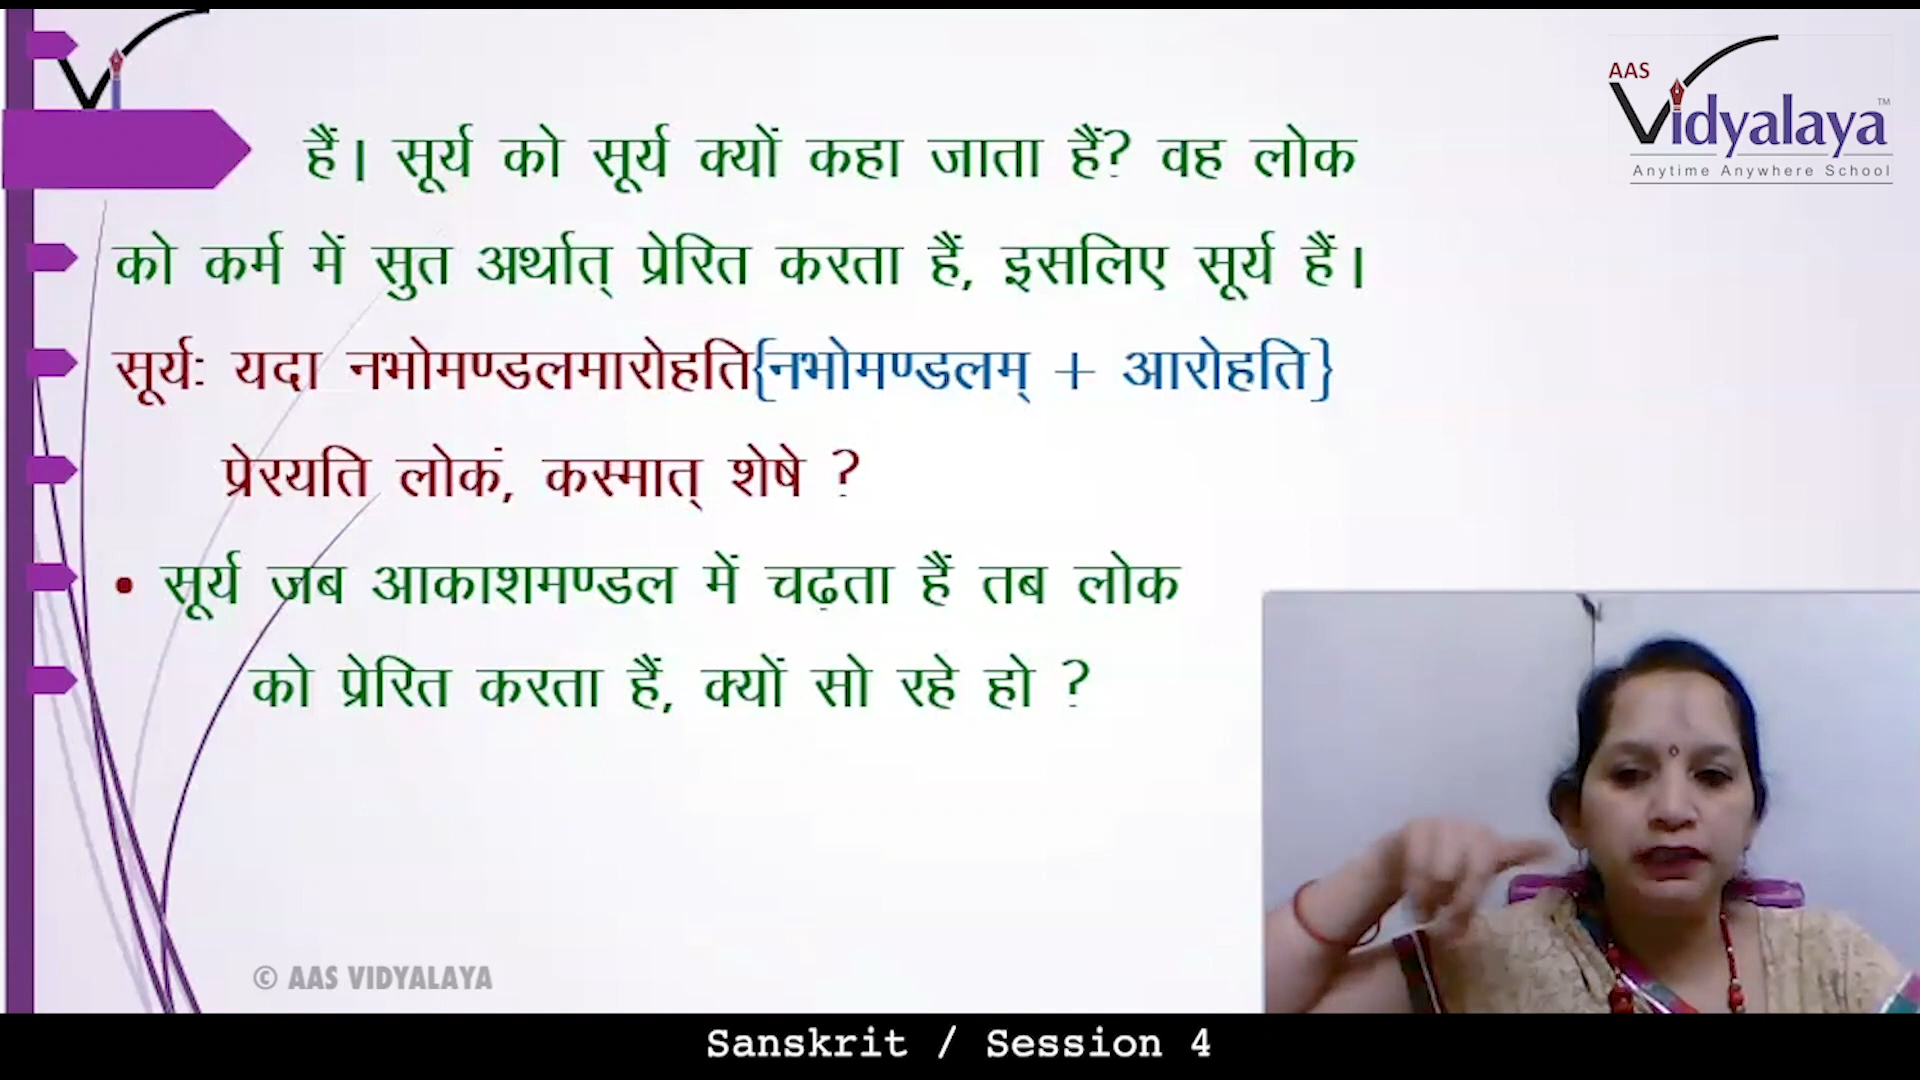 AAS
Vidyalaya™
Anytime Anywhere School
हैं। सूर्य को सूर्य क्यों कहा जाता हैं? वह लोक
को कर्म में सुत अर्थात् प्रेरित करता हैं, इसलिए सूर्य हैं।
सूर्य: यदा नभोमण्डलमारोहति{नभोमण्डलम् + आरोहति}
प्रेरयति लोकं, कस्मात् शेषे ?
• सूर्य जब आकाशमण्डल में चढ़ता हैं तब लोक
को प्रेरित करता हैं, क्यों सो रहे हो ?
© AAS VIDYALAYA
Sanskrit / Session 4